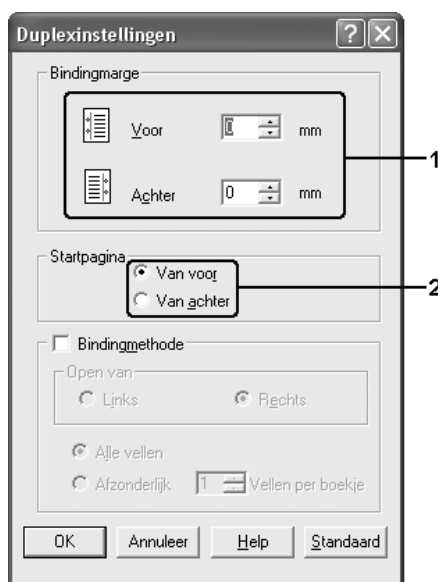 Duplexinstellingen
Bindingmarge
Voor 0 mm
1
Achter 0 mm
Startpagina
Van voor
2
Van achter
Bindingmethode
Open van
Links Rechts
Alle vellen
Afzonderlijk 1 Vellen per boekje
OK Annuleer Help Standaard